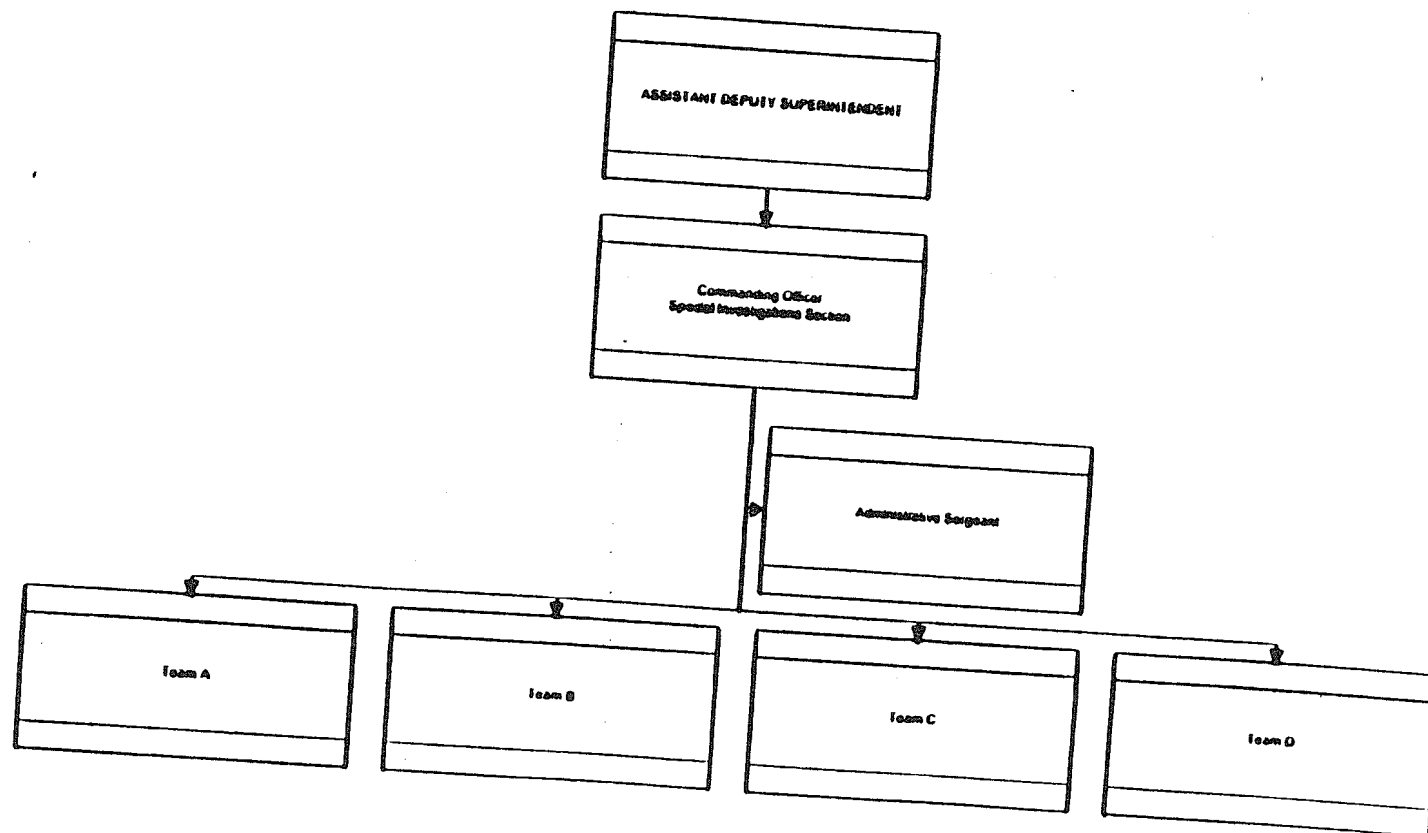 ASSISTANT DEPUTY SUPERINTENDENT
Commanding Officer
Special Investigations Section
Administrative Sergeant
Team A
Team B
Team C
Team D